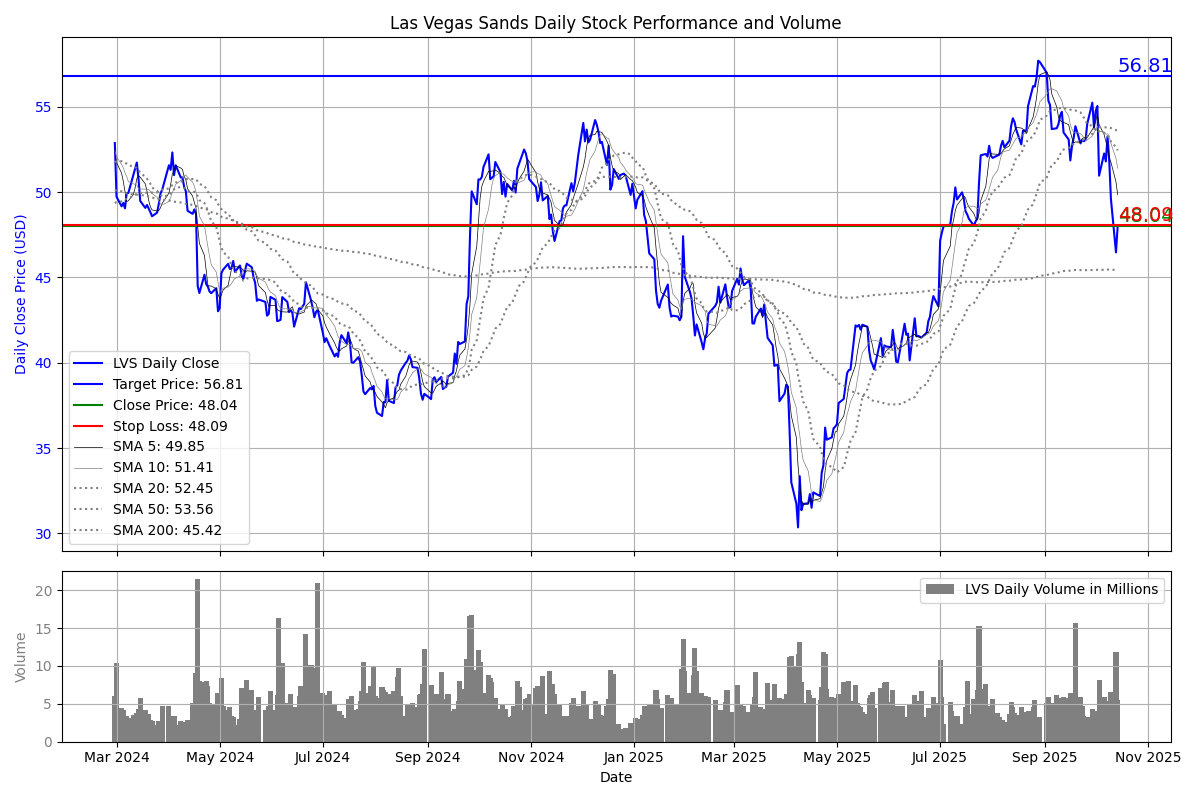 Las Vegas Sands Daily Stock Performance and Volume
Daily Close Price (USD)
55
50
45
40
35
30
56.81
48.09
LVS Daily Close
Target Price: 56.81
Close Price: 48.04
Stop Loss: 48.09
SMA 5: 49.85
SMA 10: 51.41
SMA 20: 52.45
SMA 50: 53.56
SMA 200: 45.42
Volume
20
15
10
5
0
LVS Daily Volume in Millions
Mar 2024 May 2024 Jul 2024 Sep 2024 Nov 2024 Jan 2025 Mar 2025 May 2025 Jul 2025 Sep 2025 Nov 2025
Date